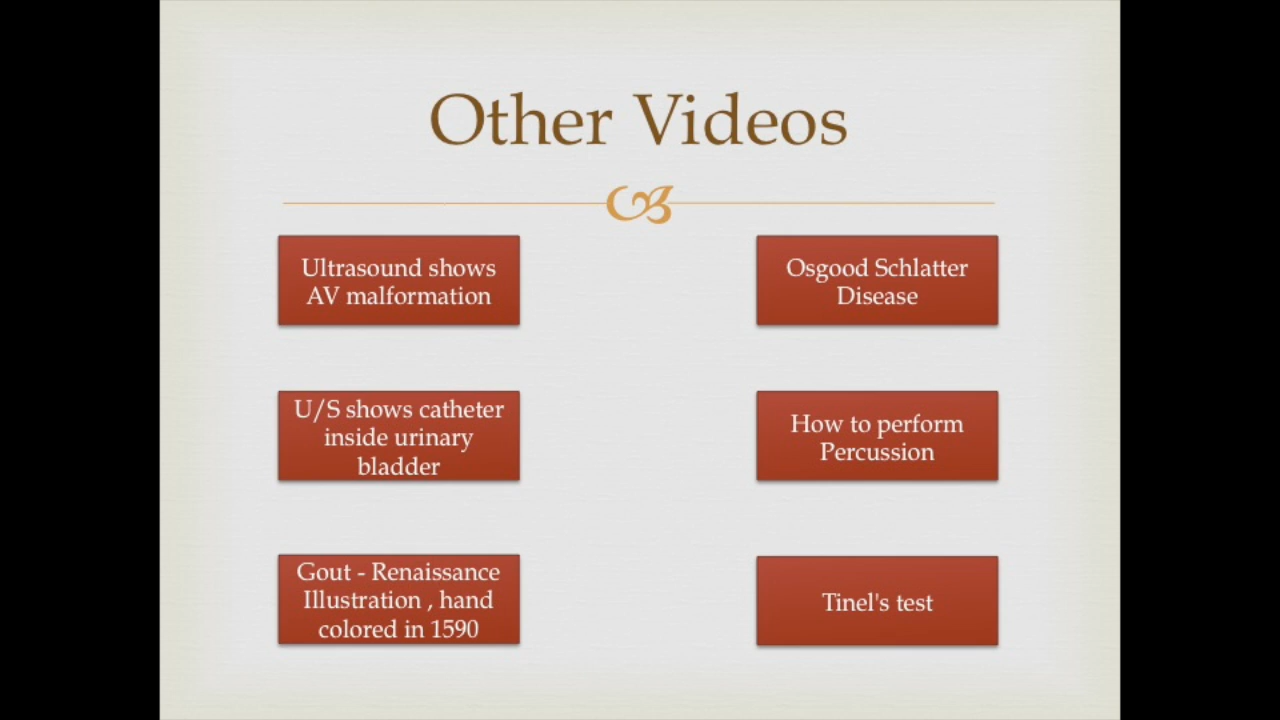 Other Videos
Ultrasound shows
AV malformation
Osgood Schlatter
Disease
U/S shows catheter
inside urinary
bladder
How to perform
Percussion
Gout - Renaissance
Illustration , hand
colored in 1590
Tinel's test